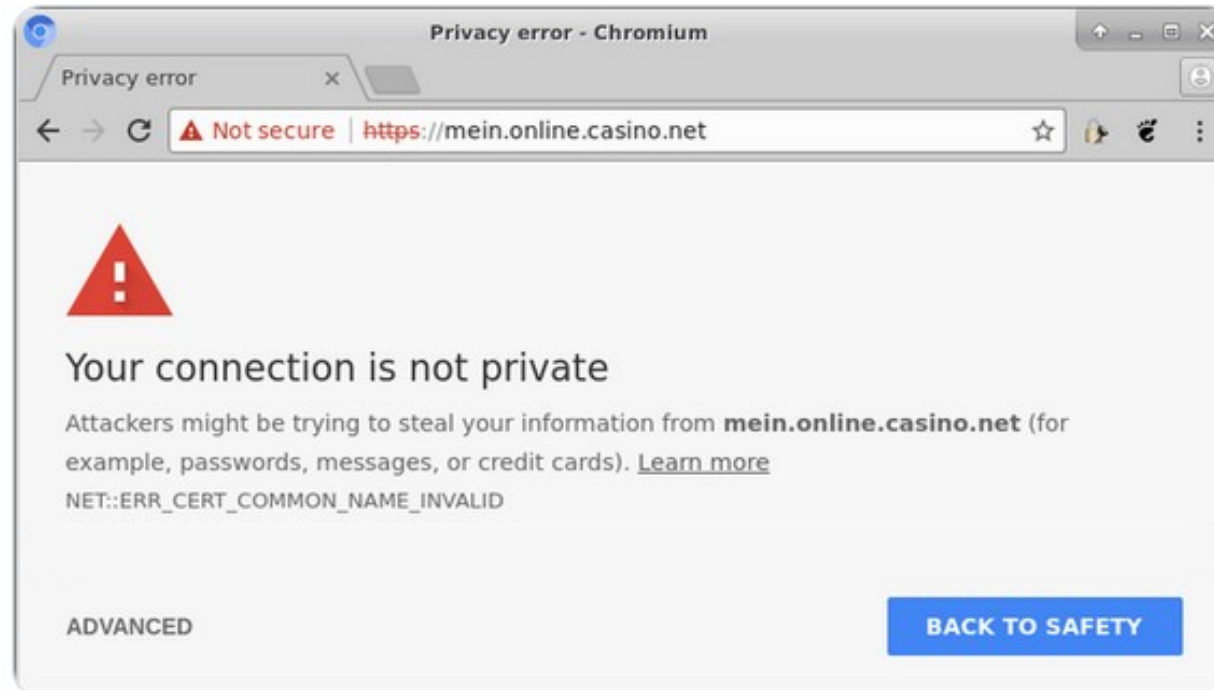 Privacy error - Chromium
Privacy error
Not secure | https://mein.online.casino.net
Your connection is not private
Attackers might be trying to steal your information from mein.online.casino.net (for
example, passwords, messages, or credit cards). Learn more
NET::ERR_CERT_COMMON_NAME_INVALID
ADVANCED
BACK TO SAFETY